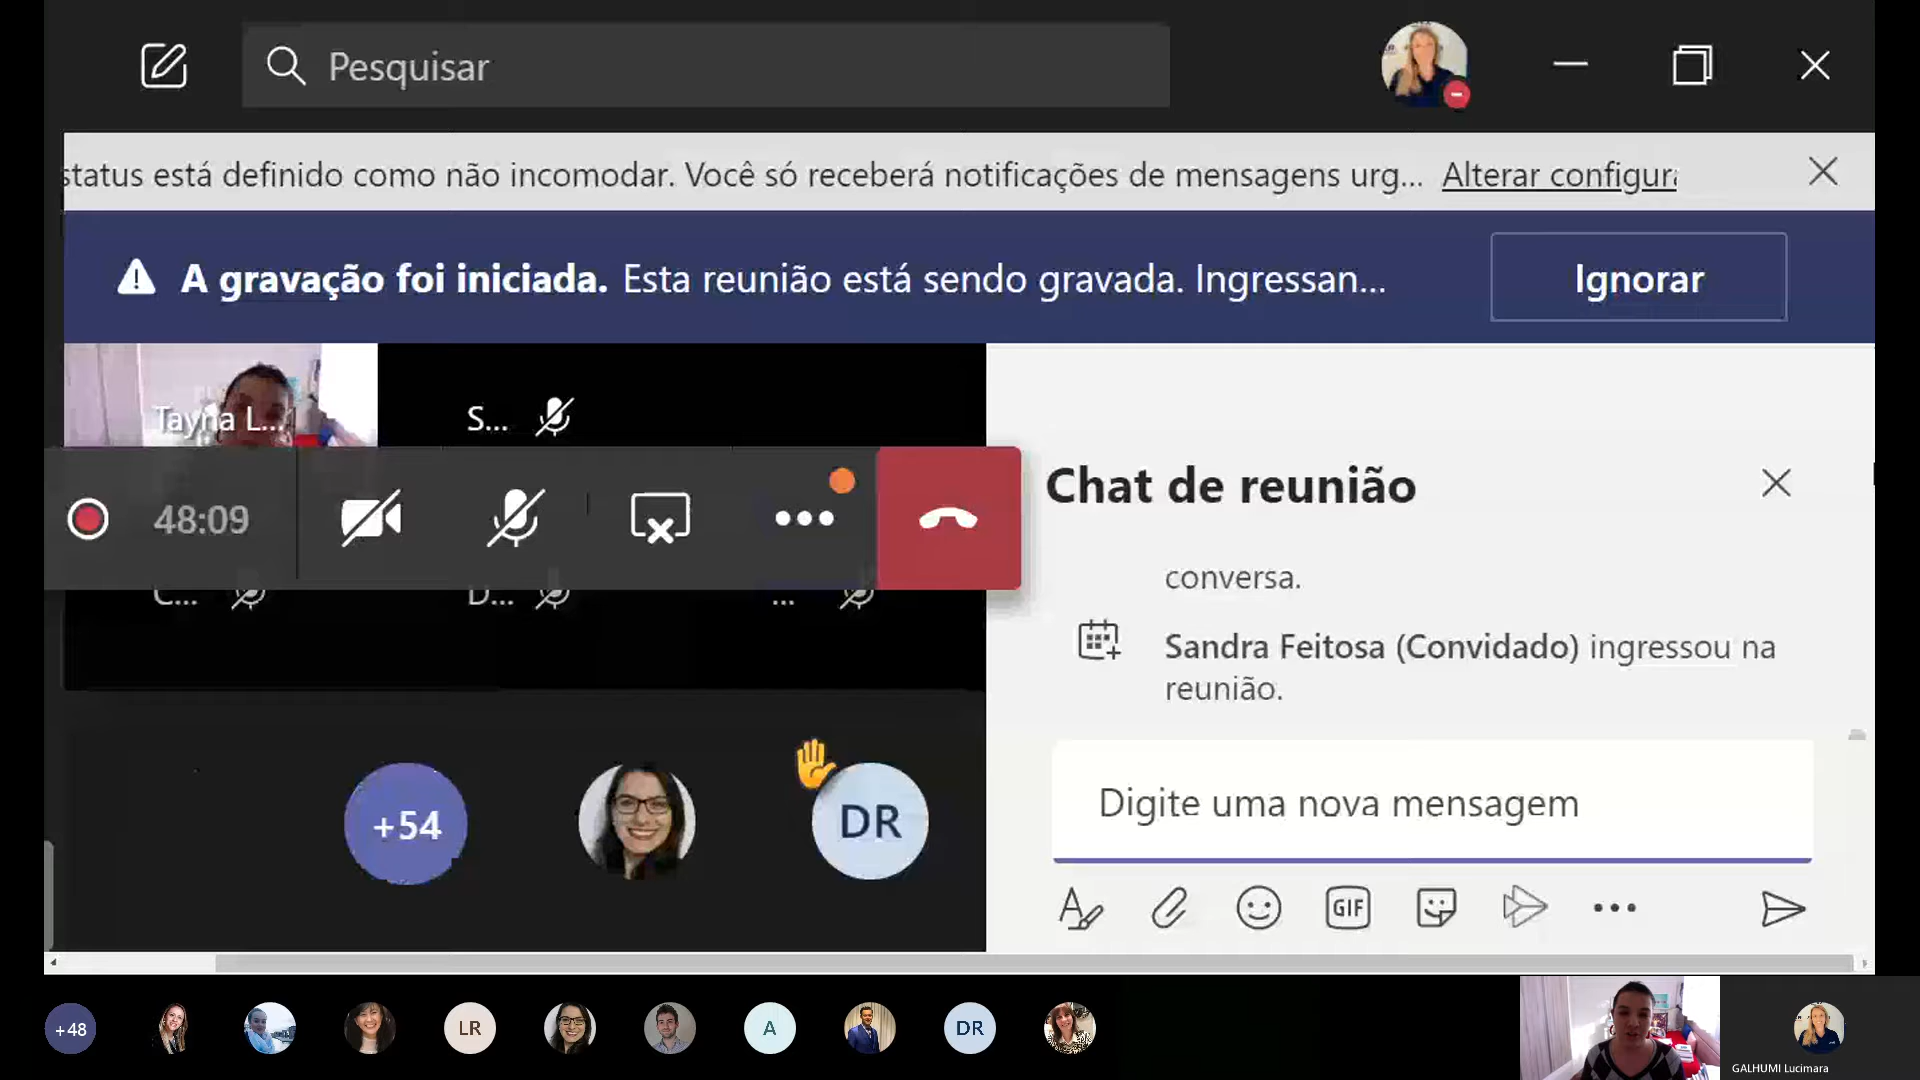 Pesquisar
status está definido como não incomodar. Você só receberá notificações de mensagens urg... Alterar configura
A gravação foi iniciada. Esta reunião está sendo gravada. Ingressan... Ignorar
Tayna L... S...
48:09
Chat de reunião
C... D... ...
conversa.
Sandra Feitosa (Convidado) ingressou na
reunião.
+54 DR
Digite uma nova mensagem
GIF
+48 LR A DR
GALHUMI Lucimara